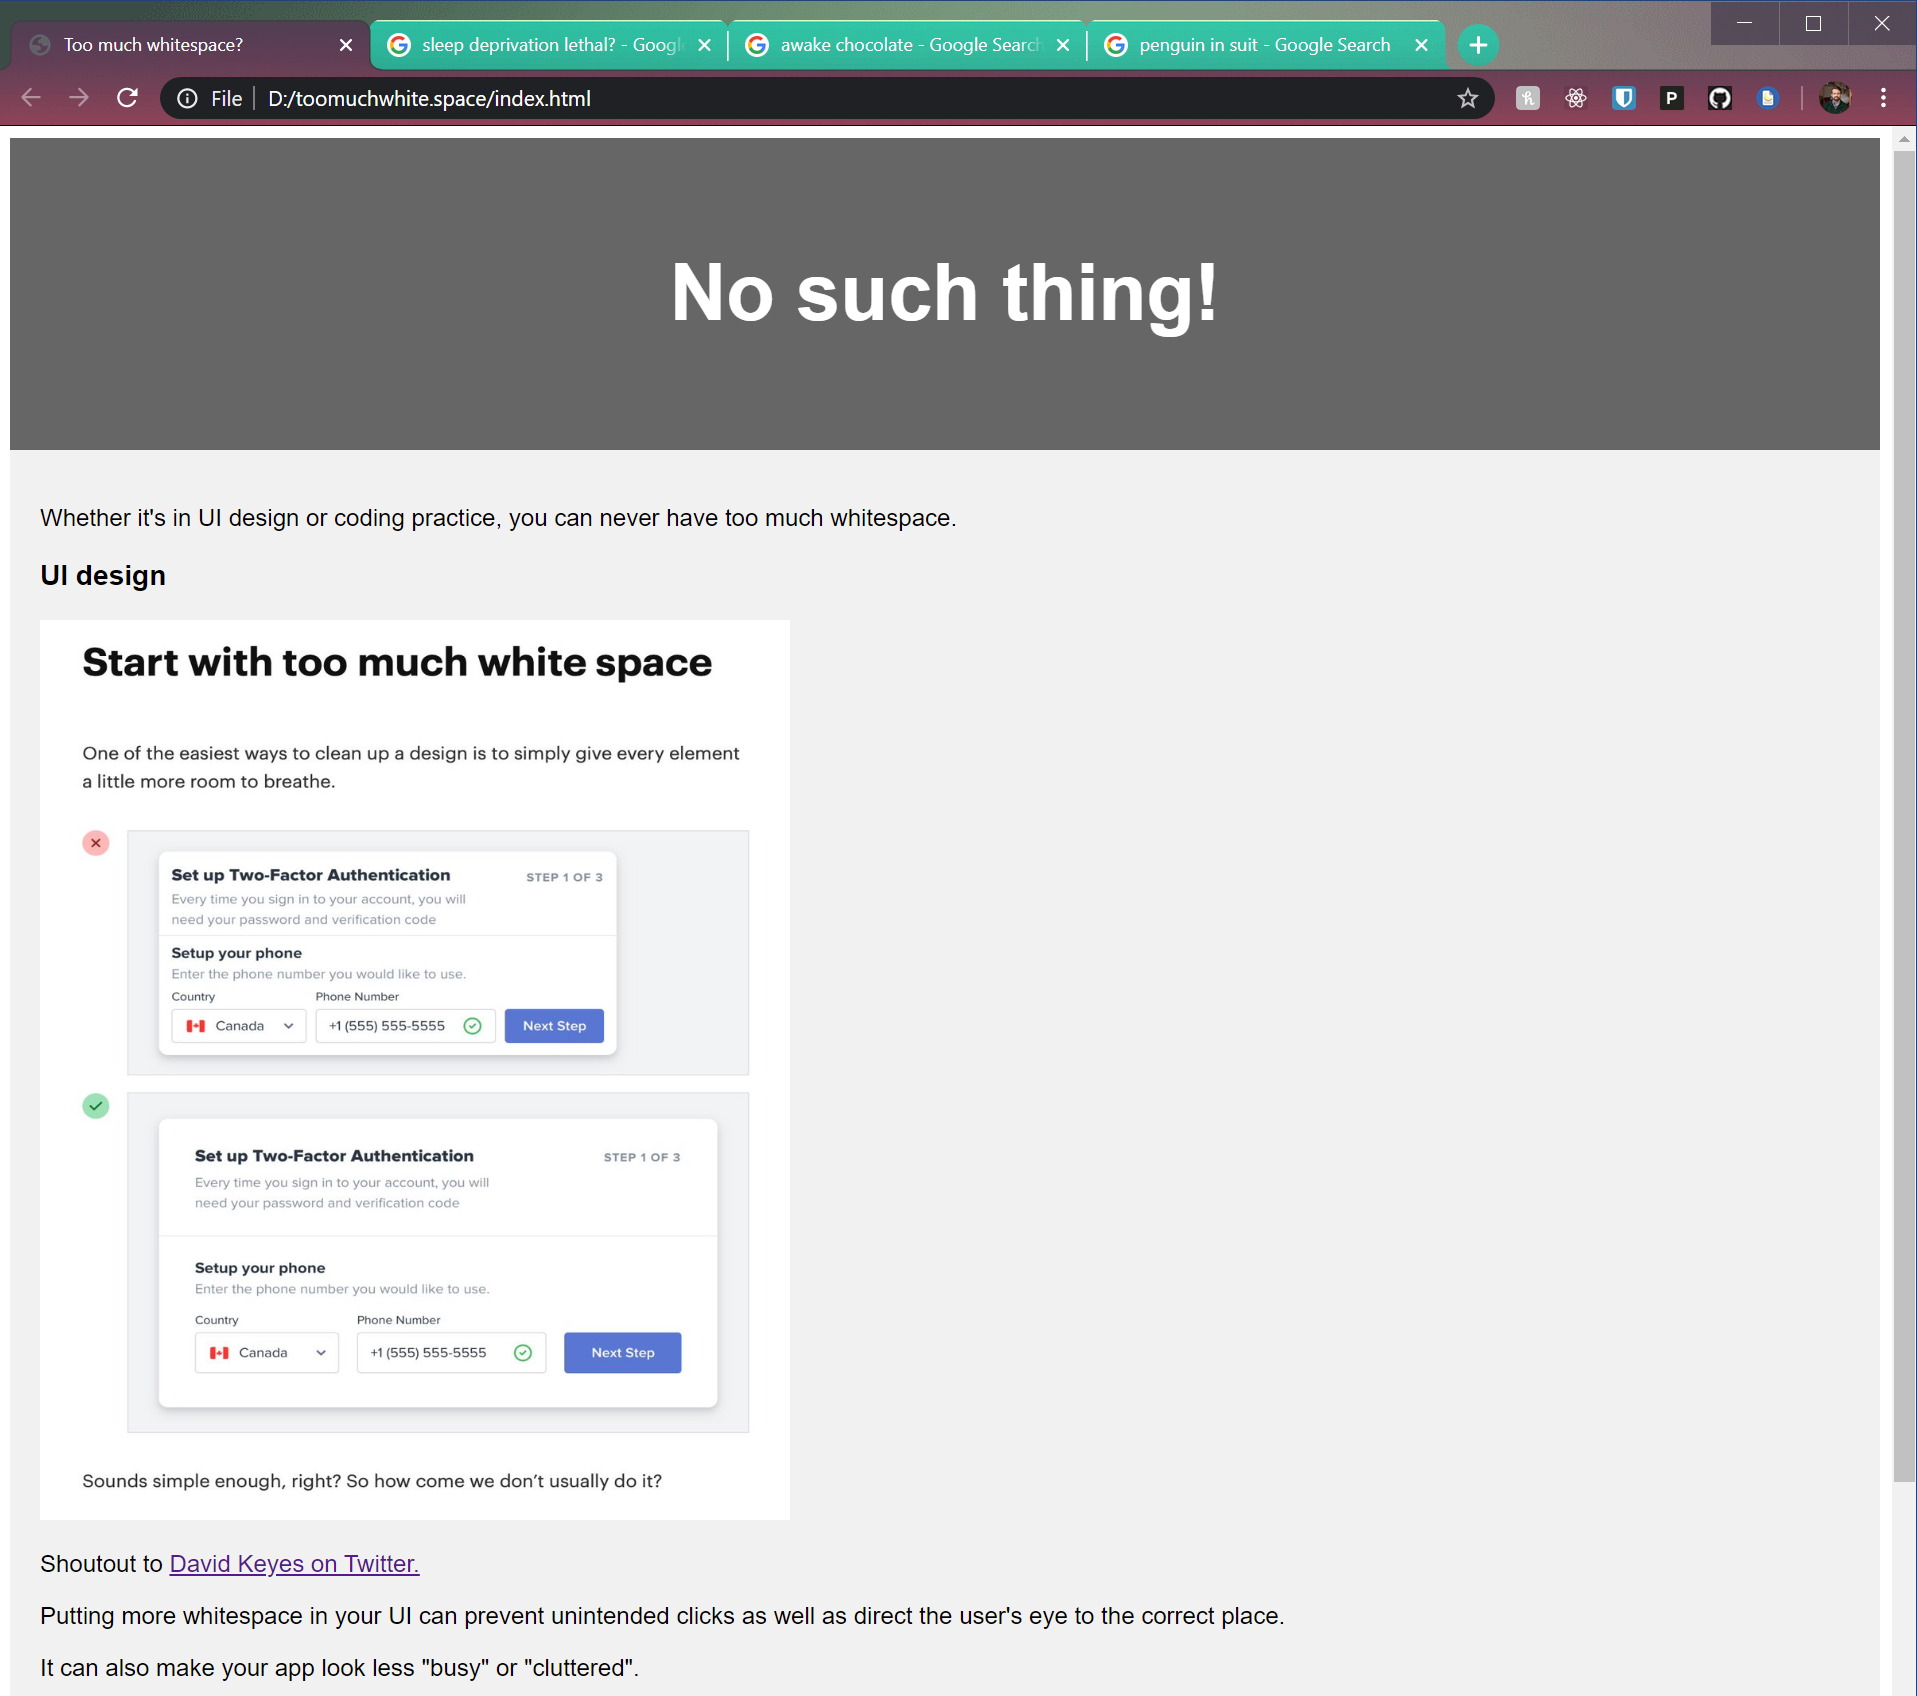 Too much whitespace?
sleep deprivation lethal? - Googl
awake chocolate - Google Search
penguin in suit - Google Search
File
D:/toomuchwhite.space/index.html
P
No such thing!
Whether it's in UI design or coding practice, you can never have too much whitespace.
UI design
Start with too much white space
One of the easiest ways to clean up a design is to simply give every element
a little more room to breathe.
Set up Two-Factor Authentication
STEP 1 OF 3
Every time you sign in to your account, you will
need your password and verification code
Setup your phone
Enter the phone number you would like to use.
Country
Phone Number
Canada
+1 (555) 555-5555
Next Step
Set up Two-Factor Authentication
STEP 1 OF 3
Every time you sign in to your account, you will
need your password and verification code
Setup your phone
Enter the phone number you would like to use.
Country
Phone Number
Canada
+1 (555) 555-5555
Next Step
Sounds simple enough, right? So how come we don’t usually do it?
Shoutout to David Keyes on Twitter.
Putting more whitespace in your UI can prevent unintended clicks as well as direct the user's eye to the correct place.
It can also make your app look less "busy" or "cluttered".